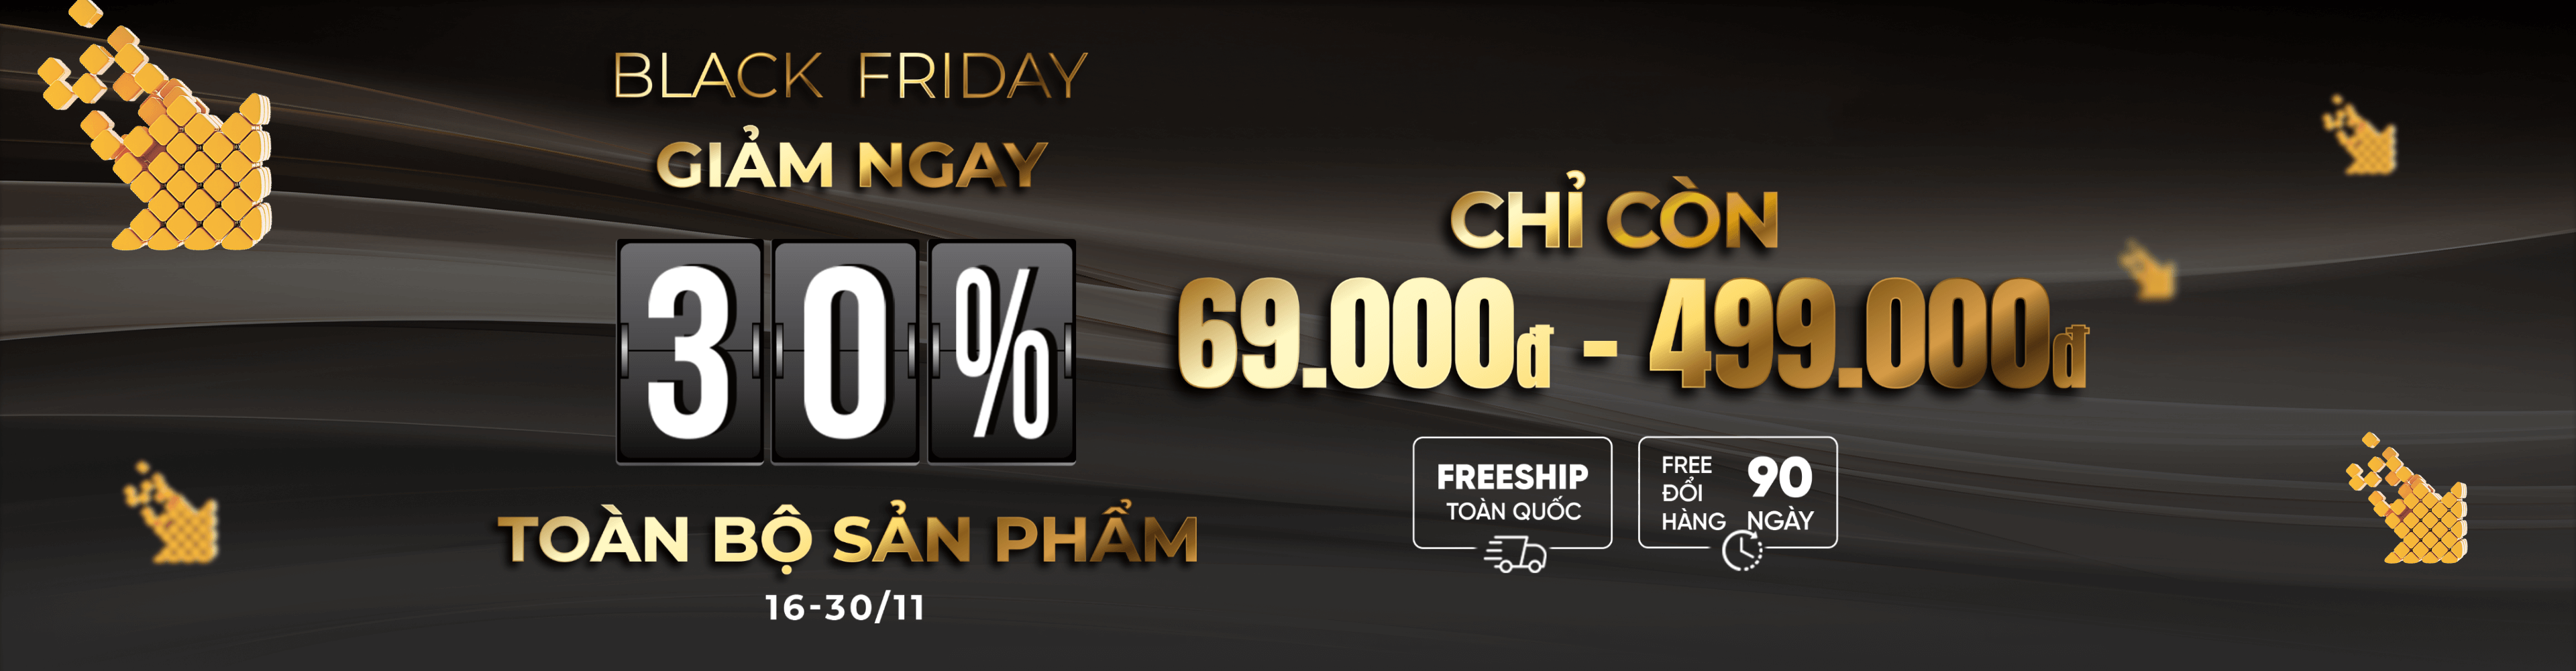 BLACK FRIDAY
GIẢM NGAY
30%
TOÀN BỘ SẢN PHẨM
16-30/11
CHỈ CÒN
69.000đ - 499.000đ
FREESHIP
TOÀN QUỐC
FREE
ĐỔI
HÀNG
90
NGÀY